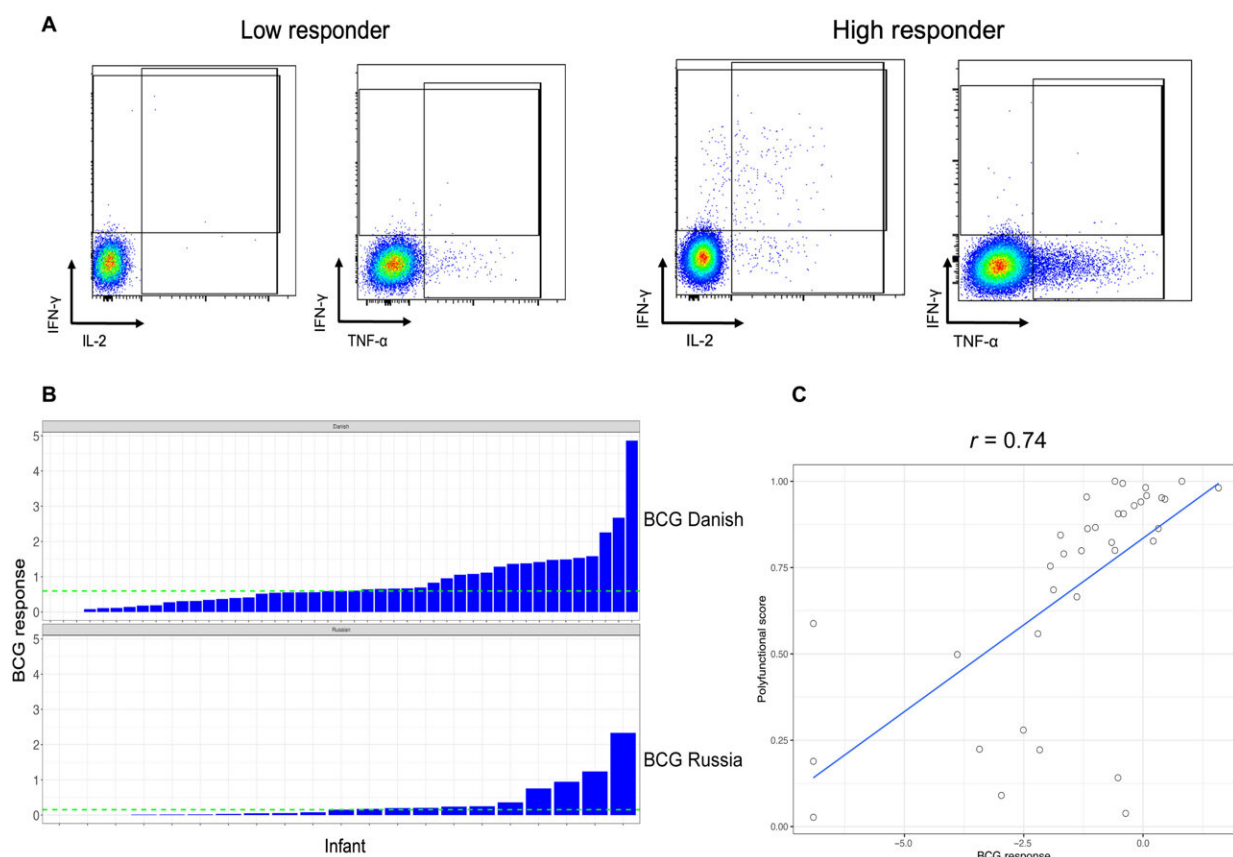 A
Low responder
High responder
IFN-γ
IL-2
IFN-γ
TNF-α
IFN-γ
IL-2
IFN-γ
TNF-α
B
Danish
5
4
3
2
1
0
BCG Danish
BCG response
Russian
5
4
3
2
1
0
BCG Russia
Infant
C
r = 0.74
1.00
0.75
0.50
0.25
0.00
Polyfunctional score
−5.0
−2.5
0.0
BCG response